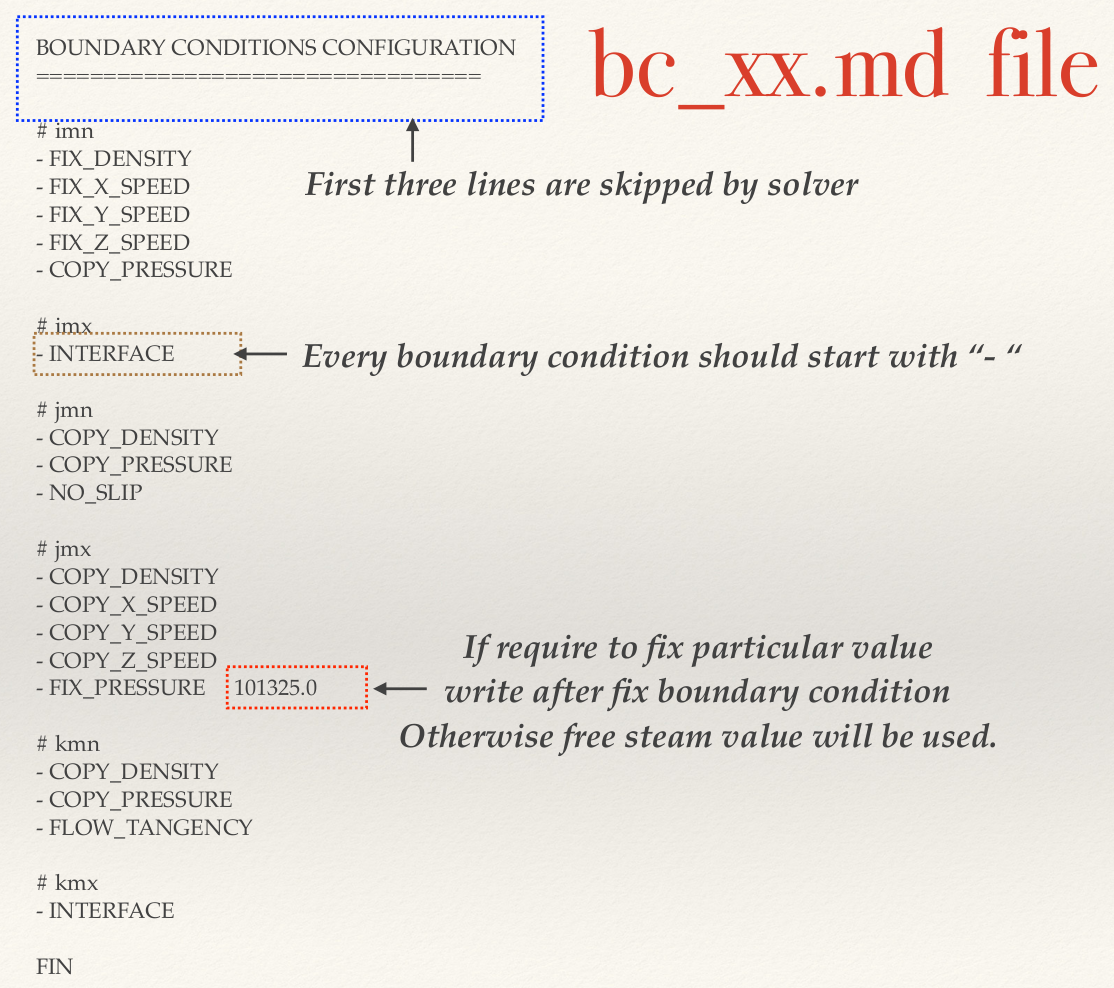 BOUNDARY CONDITIONS CONFIGURATION
=================================
bc_xx.md file
# imn
- FIX_DENSITY
- FIX_X_SPEED
- FIX_Y_SPEED
- FIX_Z_SPEED
- COPY_PRESSURE
First three lines are skipped by solver
# imx
- INTERFACE
Every boundary condition should start with “- “
# jmn
- COPY_DENSITY
- COPY_PRESSURE
- NO_SLIP
# jmx
- COPY_DENSITY
- COPY_X_SPEED
- COPY_Y_SPEED
- COPY_Z_SPEED
- FIX_PRESSURE 101325.0
If require to fix particular value
write after fix boundary condition
Otherwise free steam value will be used.
# kmn
- COPY_DENSITY
- COPY_PRESSURE
- FLOW_TANGENCY
# kmx
- INTERFACE
FIN